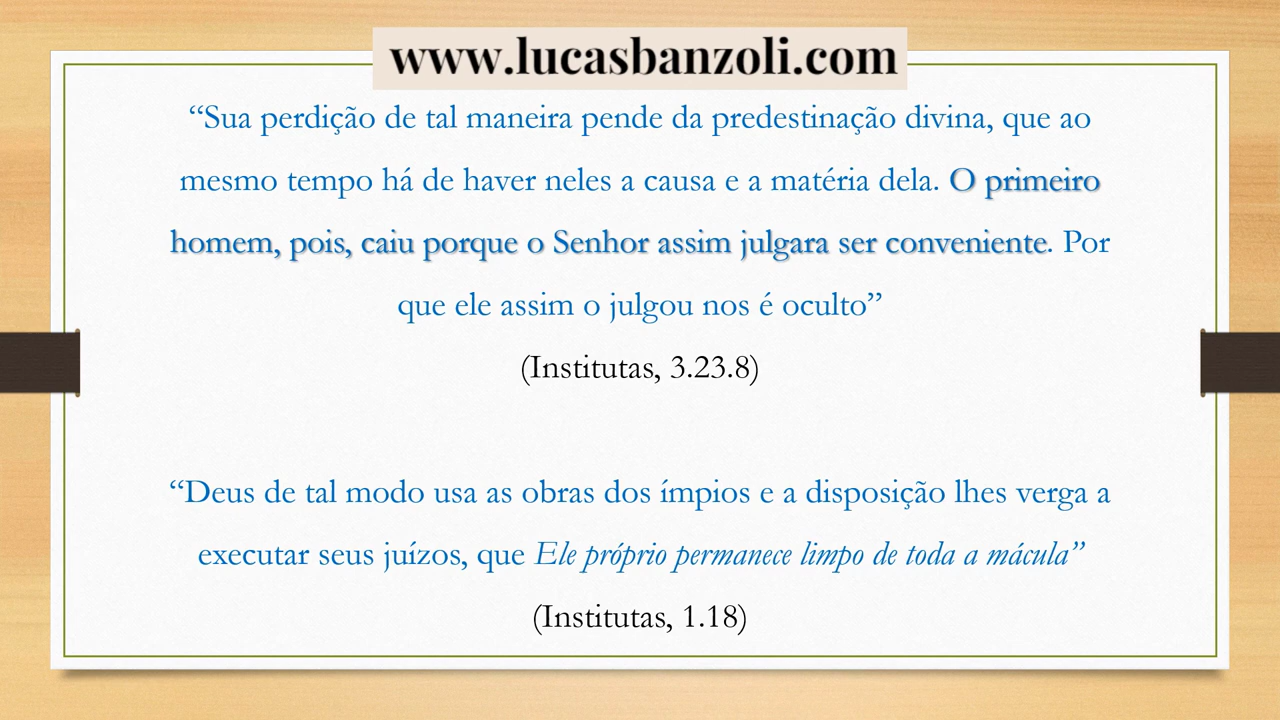 www.lucasbanzoli.com
“Sua perdição de tal maneira pende da predestinação divina, que ao
mesmo tempo há de haver neles a causa e a matéria dela. O primeiro
homem, pois, caiu porque o Senhor assim julgara ser conveniente. Por
que ele assim o julgou nos é oculto”
(Institutas, 3.23.8)
“Deus de tal modo usa as obras dos ímpios e a disposição lhes verga a
executar seus juízos, que Ele próprio permanece limpo de toda a mácula”
(Institutas, 1.18)